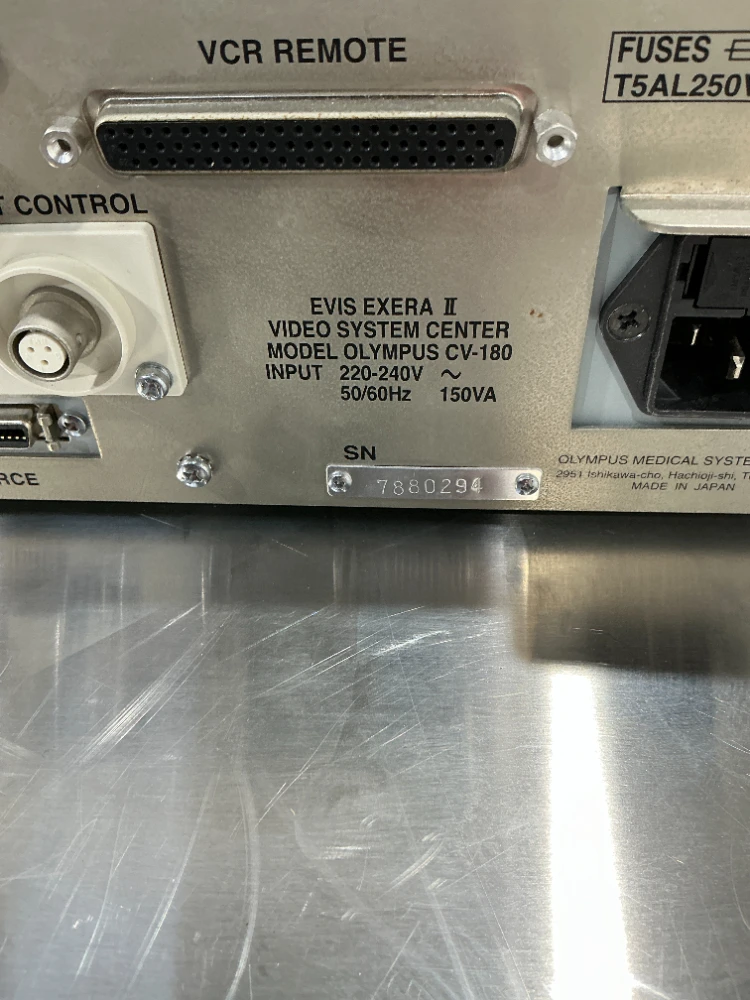 VCR REMOTE
FUSES
T5AL250V
T CONTROL
EVIS EXERA II
VIDEO SYSTEM CENTER
MODEL OLYMPUS CV-180
INPUT 220-240V ~
50/60Hz 150VA
SN
7880294
OLYMPUS MEDICAL SYSTE
2951 Ishikawa-cho, Hachioji-shi, T
MADE IN JAPAN
RCE